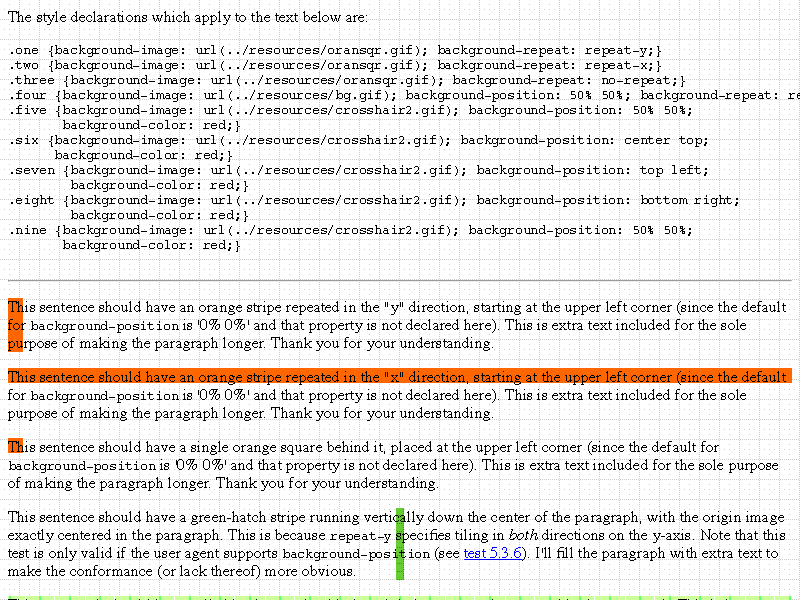 The style declarations which apply to the text below are:
.one {background-image: url(../resources/oransqr.gif); background-repeat: repeat-y;}
.two {background-image: url(../resources/oransqr.gif); background-repeat: repeat-x;}
.three {background-image: url(../resources/oransqr.gif); background-repeat: no-repeat;}
.four {background-image: url(../resources/bg.gif); background-position: 50% 50%; background-repeat: re
.five {background-image: url(../resources/crosshair2.gif); background-position: 50% 50%;
background-color: red;}
.six {background-image: url(../resources/crosshair2.gif); background-position: center top;
background-color: red;}
.seven {background-image: url(../resources/crosshair2.gif); background-position: top left;
background-color: red;}
.eight {background-image: url(../resources/crosshair2.gif); background-position: bottom right;
background-color: red;}
.nine {background-image: url(../resources/crosshair2.gif); background-position: 50% 50%;
background-color: red;}
This sentence should have an orange stripe repeated in the "y" direction, starting at the upper left corner (since the default
for background-position is '0% 0%' and that property is not declared here). This is extra text included for the sole
purpose of making the paragraph longer. Thank you for your understanding.
This sentence should have an orange stripe repeated in the "x" direction, starting at the upper left corner (since the default
for background-position is '0% 0%' and that property is not declared here). This is extra text included for the sole
purpose of making the paragraph longer. Thank you for your understanding.
This sentence should have a single orange square behind it, placed at the upper left corner (since the default for
background-position is '0% 0%' and that property is not declared here). This is extra text included for the sole purpose
of making the paragraph longer. Thank you for your understanding.
This sentence should have a green-hatch stripe running vertically down the center of the paragraph, with the origin image
exactly centered in the paragraph. This is because repeat-y specifies tiling in both directions on the y-axis. Note that this
test is only valid if the user agent supports background-position (see test 5.3.6). I'll fill the paragraph with extra text to
make the conformance (or lack thereof) more obvious.